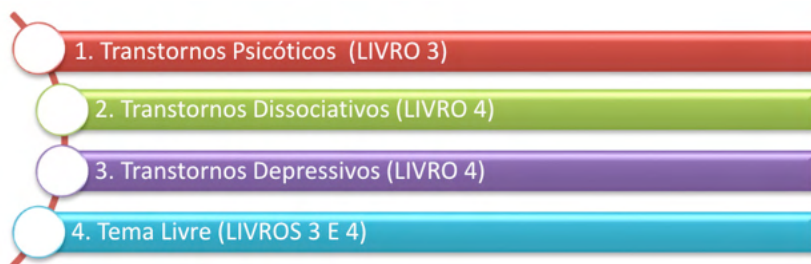 1. Transtornos Psicóticos (LIVRO 3)
2. Transtornos Dissociativos (LIVRO 4)
3. Transtornos Depressivos (LIVRO 4)
4. Tema Livre (LIVROS 3 E 4)